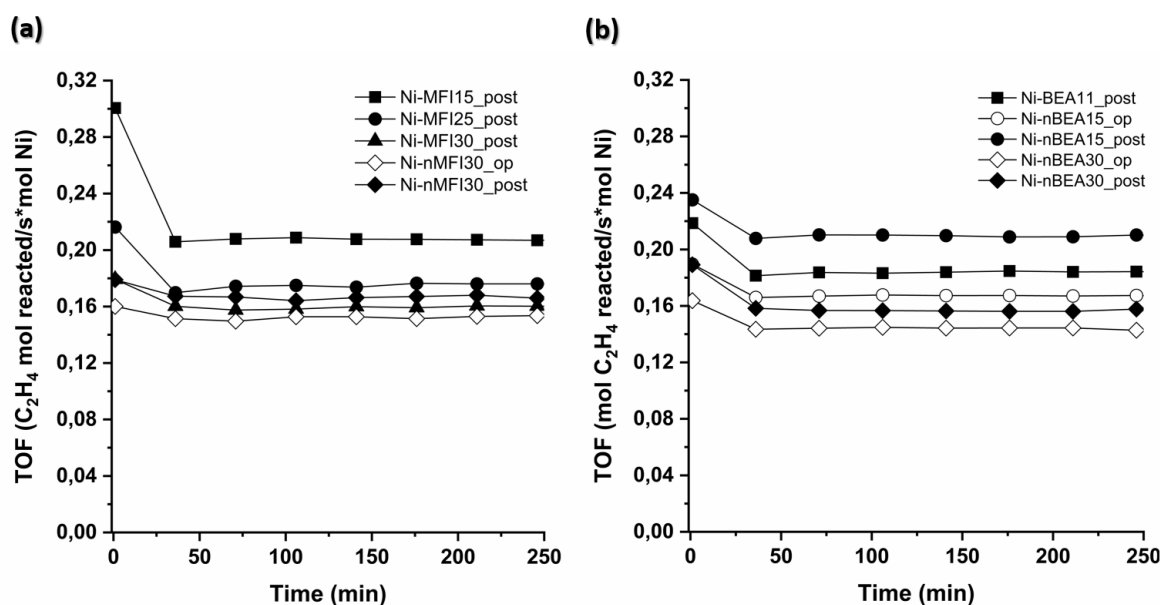 (a)
TOF (C₂H₄ mol reacted/s*mol Ni)
0,32
0,28
0,24
0,20
0,16
0,12
0,08
0,04
0,00
Ni-MFI15_post
Ni-MFI25_post
Ni-MFI30_post
Ni-nMFI30_op
Ni-nMFI30_post
0
50
100
150
200
250
Time (min)
(b)
TOF (mol C₂H₄ reacted/s*mol Ni)
0,32
0,28
0,24
0,20
0,16
0,12
0,08
0,04
0,00
Ni-BEA11_post
Ni-nBEA15_op
Ni-nBEA15_post
Ni-nBEA30_op
Ni-nBEA30_post
0
50
100
150
200
250
Time (min)